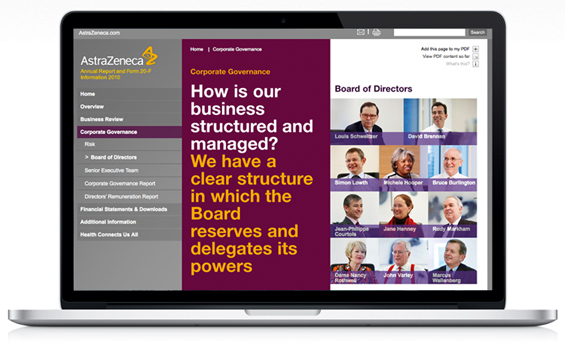 AstraZeneca.com
Search
AstraZeneca
Annual Report and Form 20-F
Information 2010
Home
Overview
Business Review
Corporate Governance
Risk
> Board of Directors
Senior Executive Team
Corporate Governance Report
Directors' Remuneration Report
Financial Statements & Downloads
Additional Information
Health Connects Us All
Home | Corporate Governance
Corporate Governance
How is our
business
structured and
managed?
We have a
clear structure
in which the
Board
reserves and
delegates its
powers
Add this page to my PDF +
View PDF content so far
What's this? i
Board of Directors
Louis Schweitzer
David Brennan
Simon Lowth
Michele Hooper
Bruce Burlington
Jean-Philippe
Courtois
Jane Henney
Rudy Markham
Dame Nancy
Rothwell
John Varley
Marcus
Wallenberg